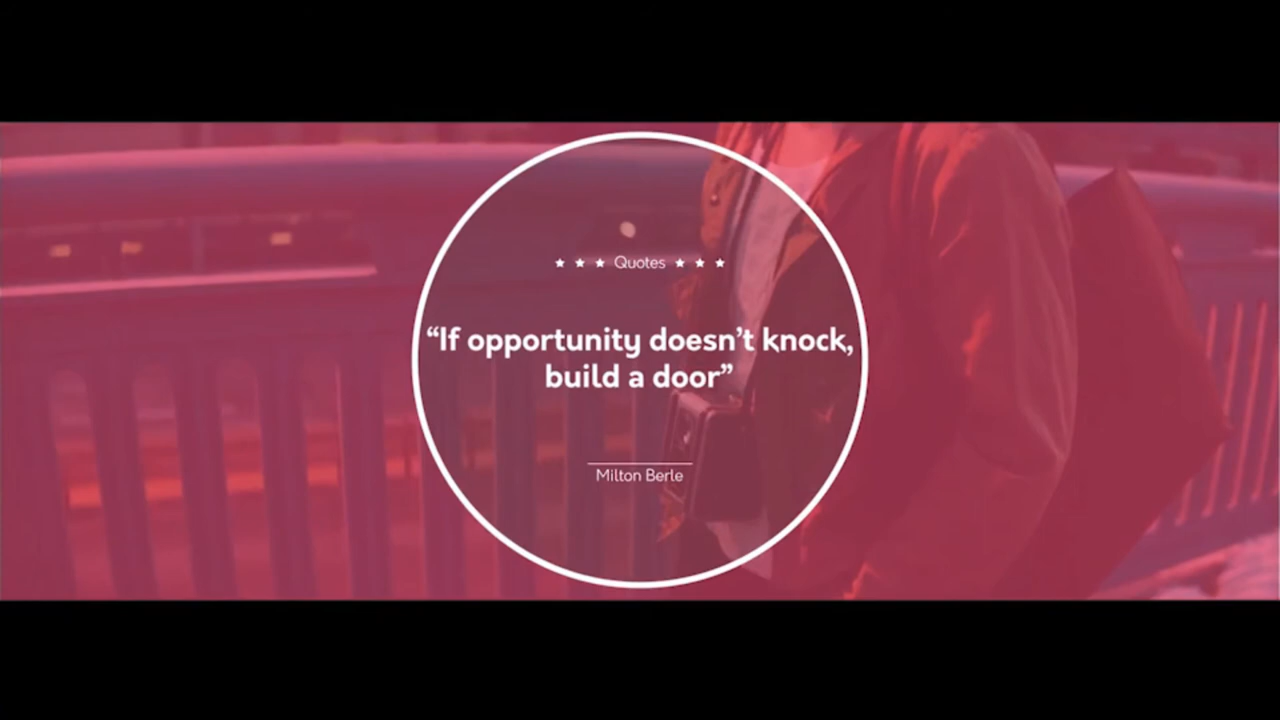 Quotes
“If opportunity doesn’t knock,
build a door”
Milton Berle